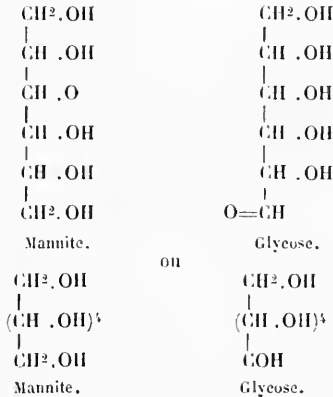 CH².OH
CH .OH
CH .O
CH .OH
CH .OH
CH².OH
Mannite.
CH².OH
CH .OH
CH .OH
CH .OH
CH .OH
O=CH
Glycose.
ou
CH².OH
(CH .OH)⁴
CH².OH
Mannite.
CH².OH
(CH .OH)⁴
COH
Glycose.